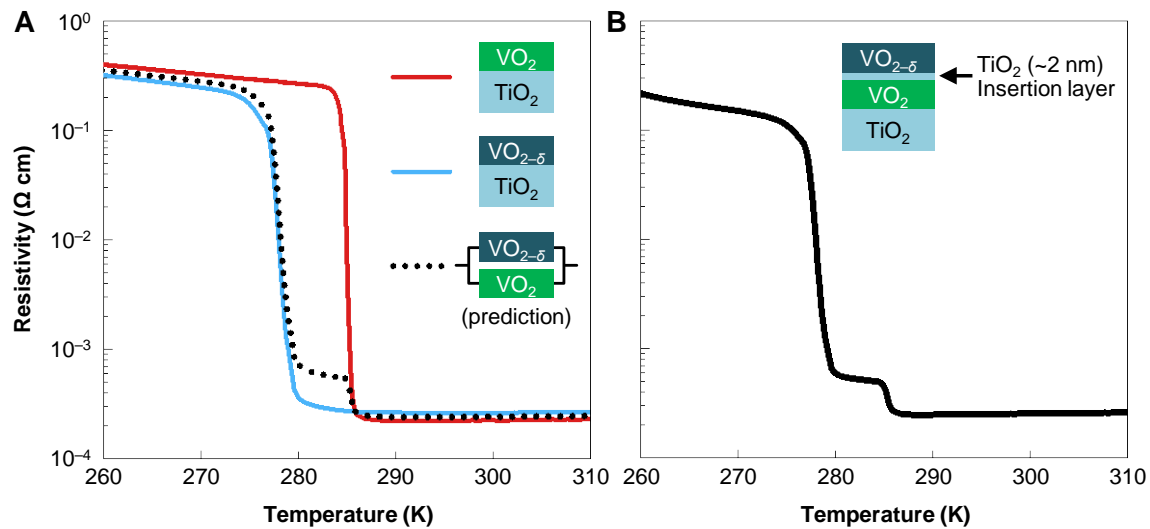 A
10⁰
10⁻¹
10⁻²
10⁻³
10⁻⁴
Resistivity (Ω cm)
260 270 280 290 300 310
Temperature (K)
VO₂
TiO₂
VO₂₋δ
TiO₂
VO₂₋δ
VO₂
(prediction)
B
VO₂₋δ
VO₂
TiO₂
TiO₂ (~2 nm)
Insertion layer
260 270 280 290 300 310
Temperature (K)